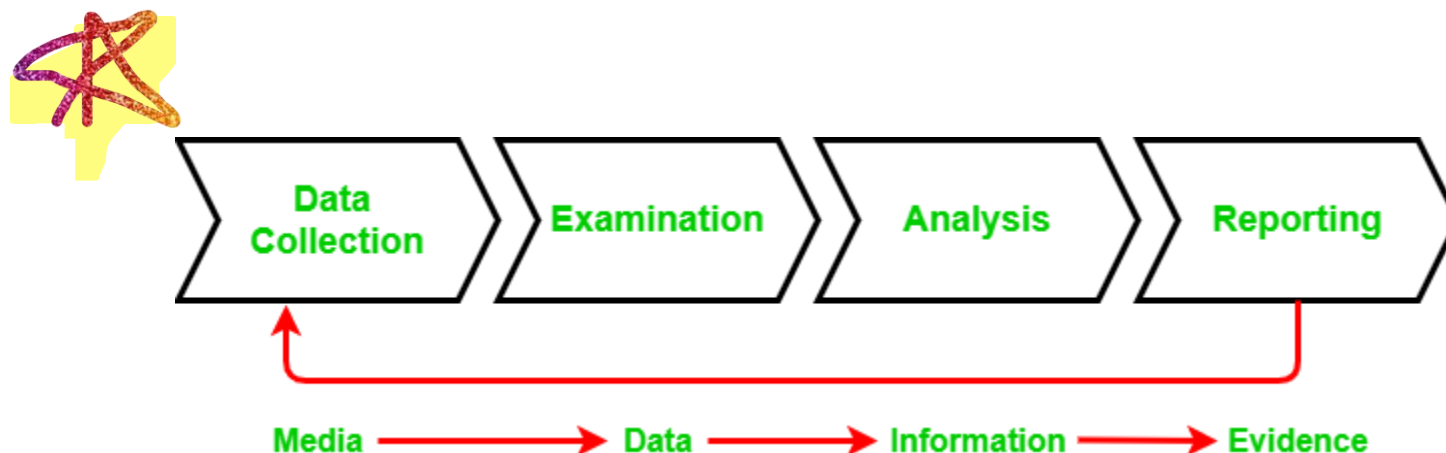 Data
Collection
Examination
Analysis
Reporting
Media
Data
Information
Evidence